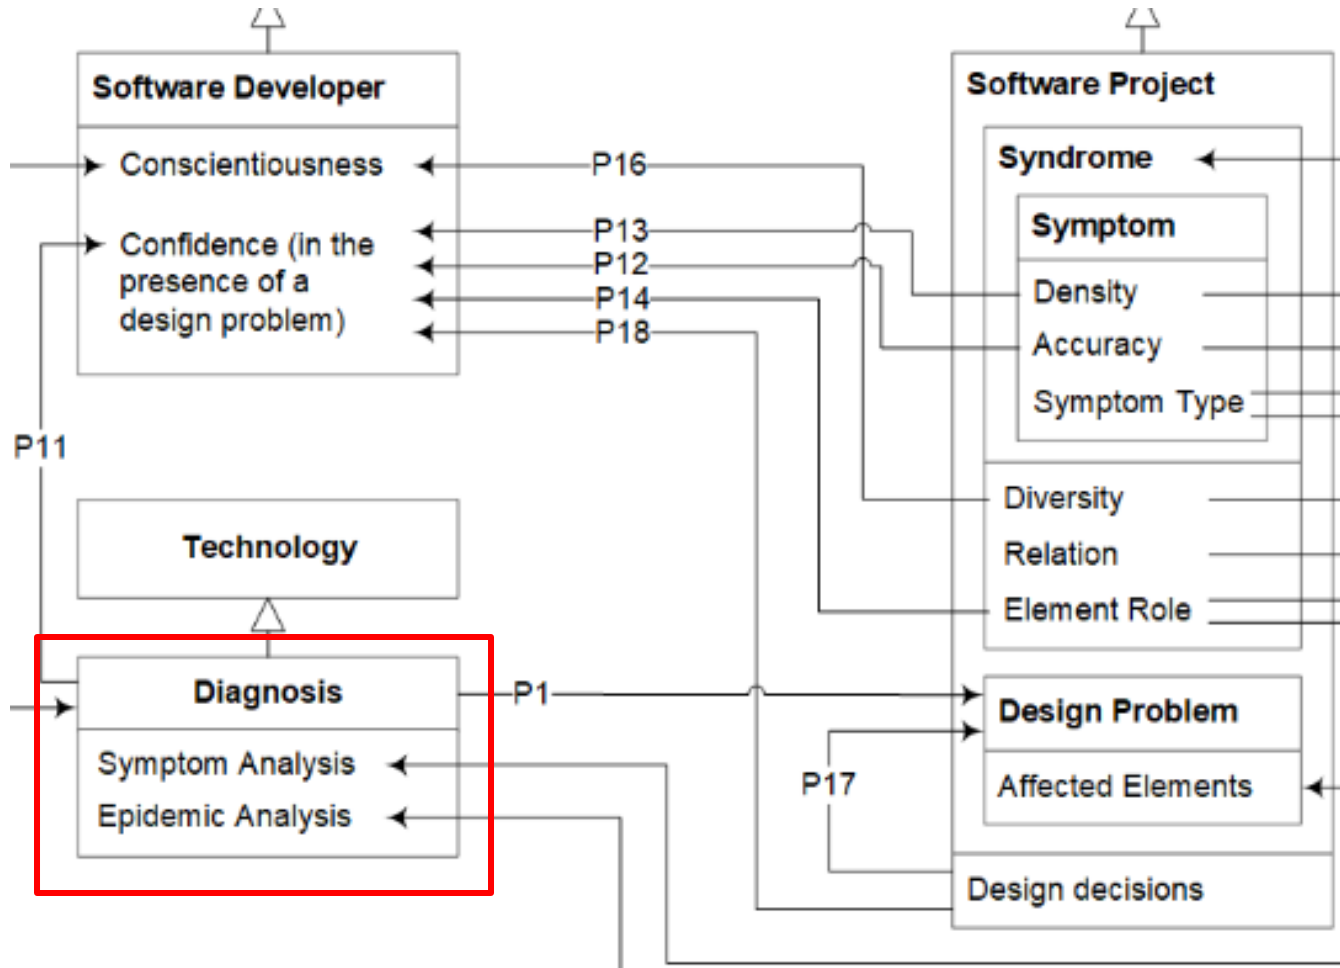 Software Developer
Conscientiousness
Confidence (in the
presence of a
design problem)
P16
P13
P12
P14
P18
P11
Technology
Diagnosis
Symptom Analysis
Epidemic Analysis
P1
P17
Software Project
Syndrome
Symptom
Density
Accuracy
Symptom Type
Diversity
Relation
Element Role
Design Problem
Affected Elements
Design decisions